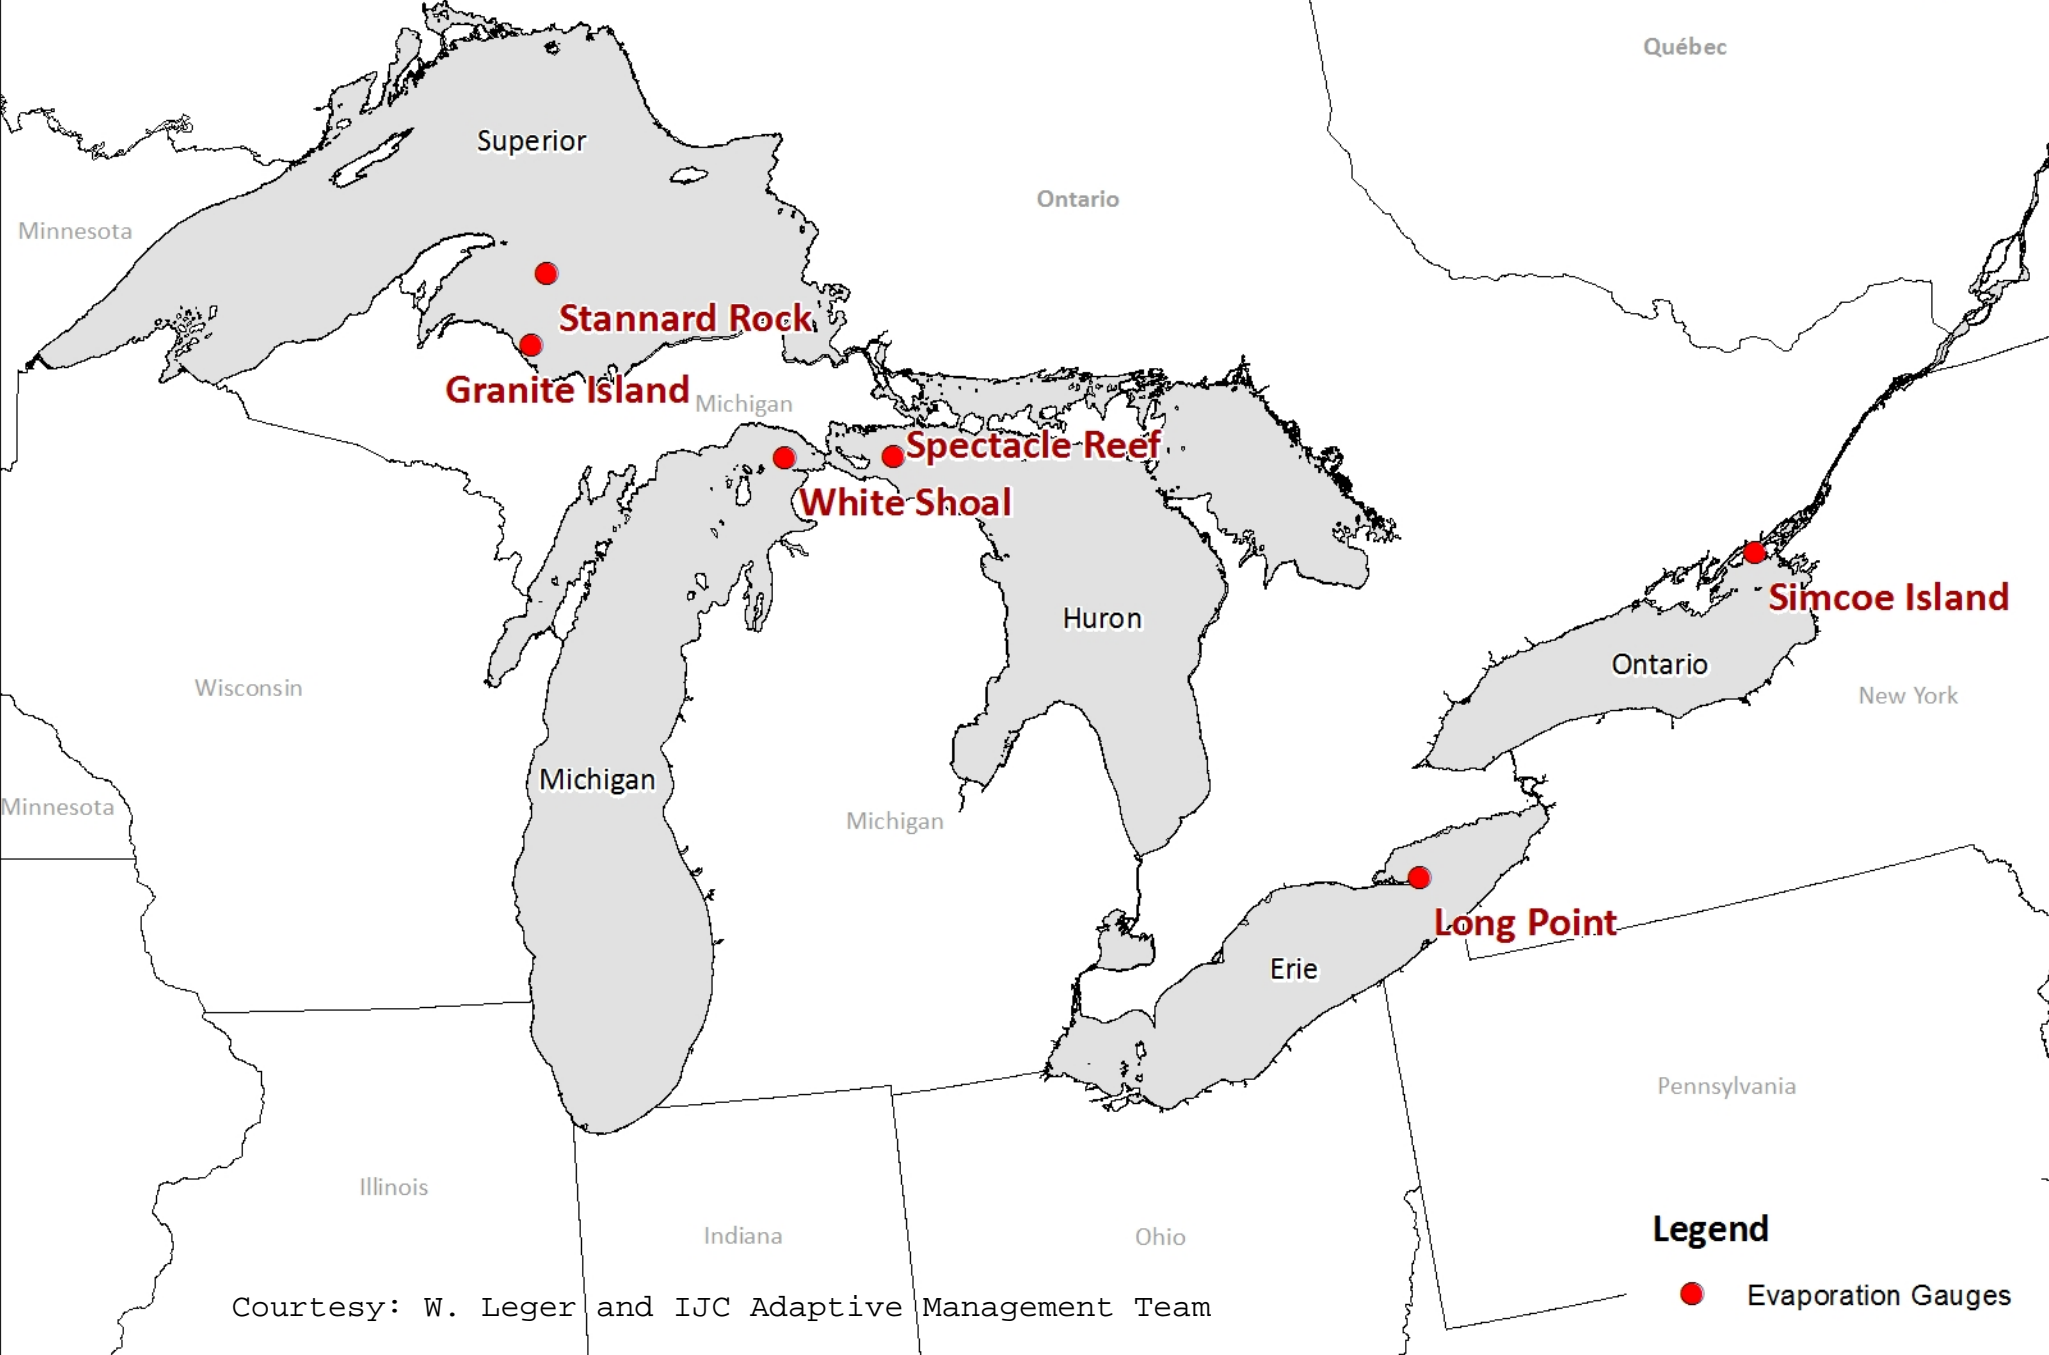 Québec
Superior
Ontario
Minnesota
Stannard Rock
Granite Island
Michigan
Spectacle Reef
White Shoal
Simcoe Island
Huron
Ontario
Wisconsin
New York
Michigan
Minnesota
Michigan
Long Point
Erie
Pennsylvania
Illinois
Indiana
Ohio
Legend
Evaporation Gauges
Courtesy: W. Leger and IJC Adaptive Management Team